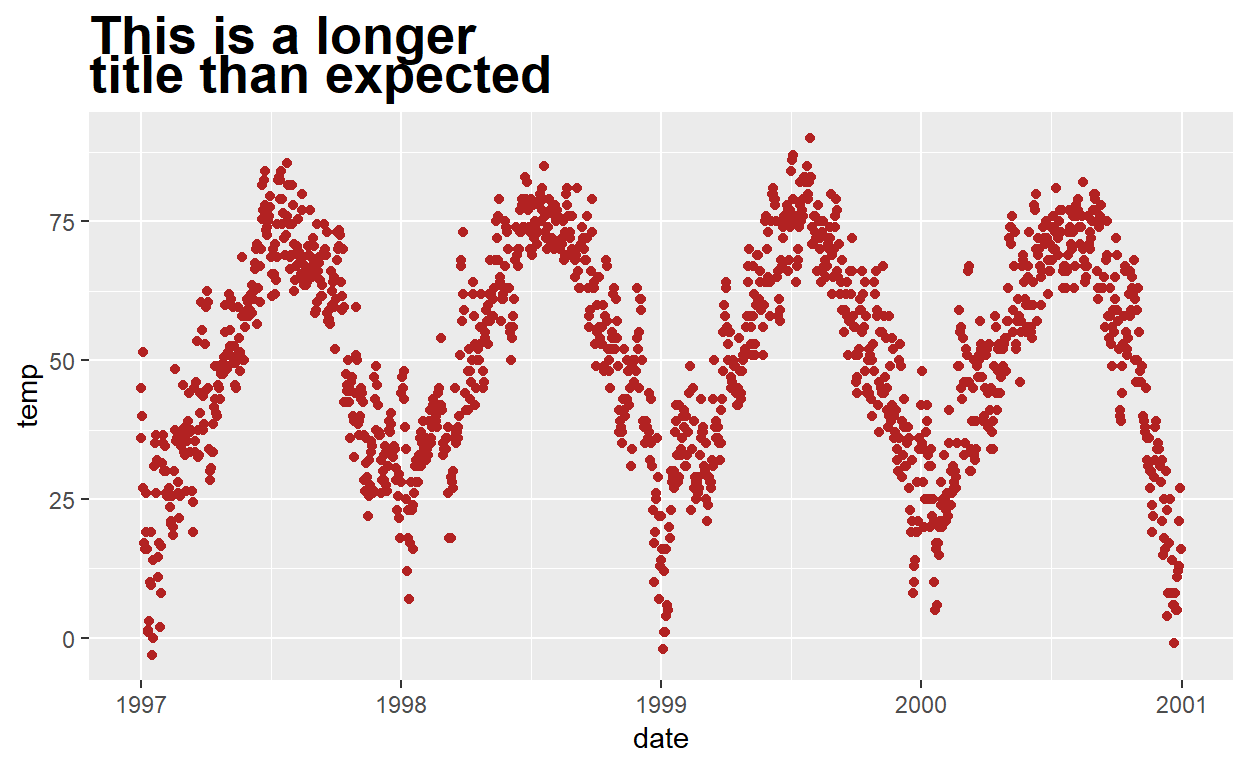 This is a longer
title than expected
temp
75
50
25
0
1997 1998 1999 2000 2001
date